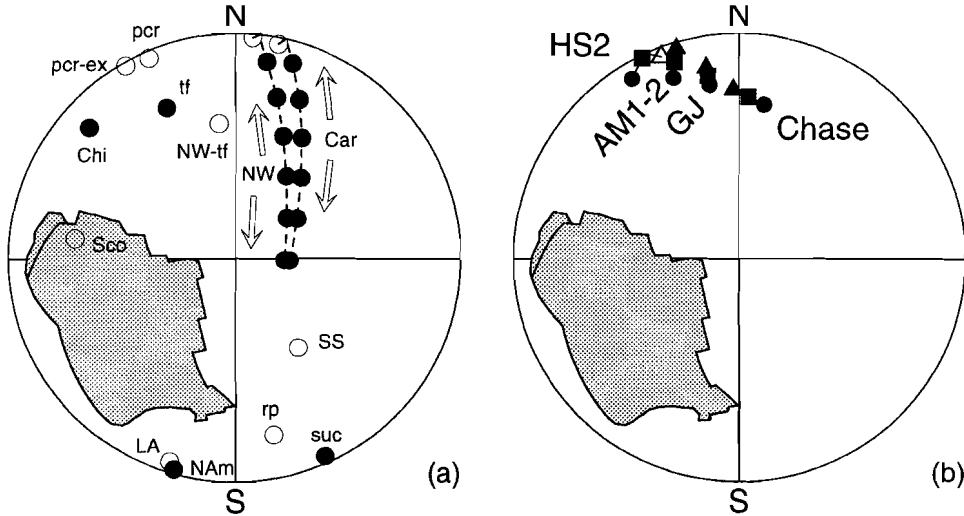 N
pcr
pcr-ex
tf
Chi
NW-tf
NW
Car
Sco
SS
rp
suc
LA
NAm
S
(a)
N
HS2
AM1-2
GJ
Chase
S
(b)